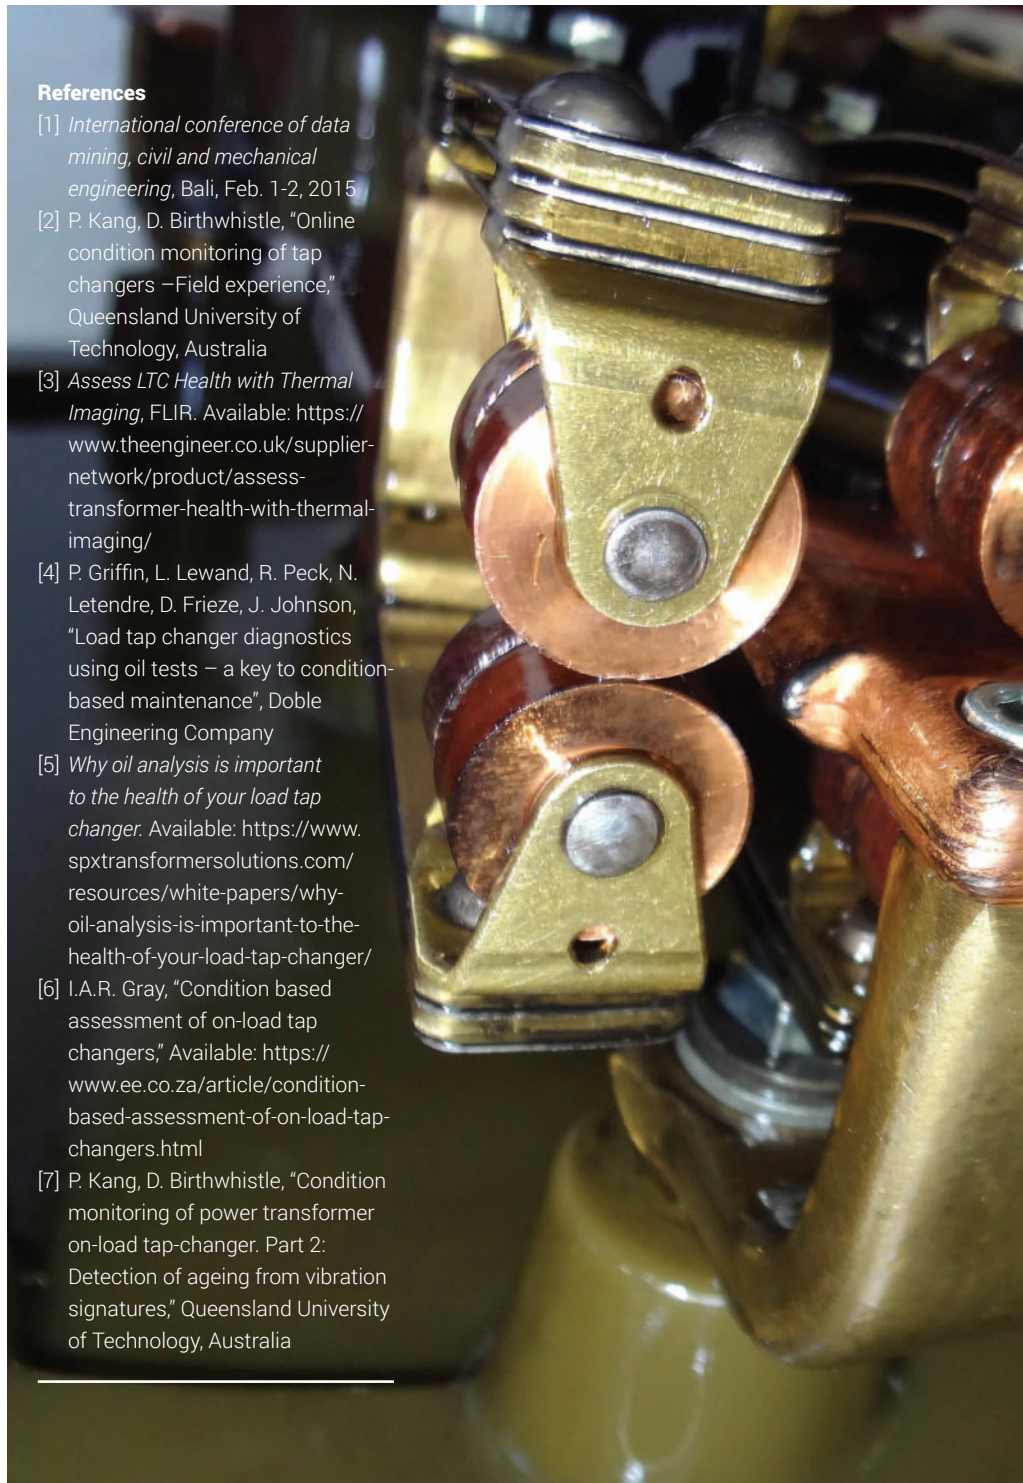 References
[1] International conference of data
mining, civil and mechanical
engineering, Bali, Feb. 1-2, 2015
[2] P. Kang, D. Birthwhistle, “Online
condition monitoring of tap
changers –Field experience,”
Queensland University of
Technology, Australia
[3] Assess LTC Health with Thermal
Imaging, FLIR. Available: https://
www.theengineer.co.uk/supplier-
network/product/assess-
transformer-health-with-thermal-
imaging/
[4] P. Griffin, L. Lewand, R. Peck, N.
Letendre, D. Frieze, J. Johnson,
“Load tap changer diagnostics
using oil tests – a key to condition-
based maintenance”, Doble
Engineering Company
[5] Why oil analysis is important
to the health of your load tap
changer. Available: https://www.
spxtransformersolutions.com/
resources/white-papers/why-
oil-analysis-is-important-to-the-
health-of-your-load-tap-changer/
[6] I.A.R. Gray, “Condition based
assessment of on-load tap
changers,” Available: https://
www.ee.co.za/article/condition-
based-assessment-of-on-load-tap-
changers.html
[7] P. Kang, D. Birthwhistle, “Condition
monitoring of power transformer
on-load tap-changer. Part 2:
Detection of ageing from vibration
signatures,” Queensland University
of Technology, Australia